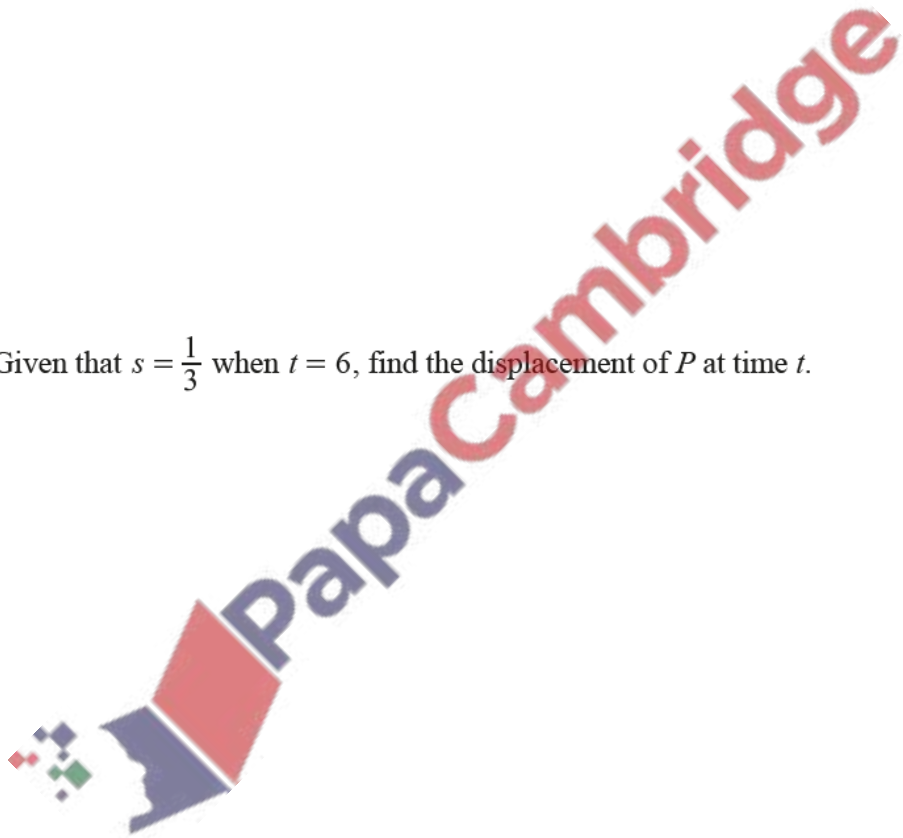 Given that s = 1/3 when t = 6, find the displacement of P at time t.
PapaCambridge